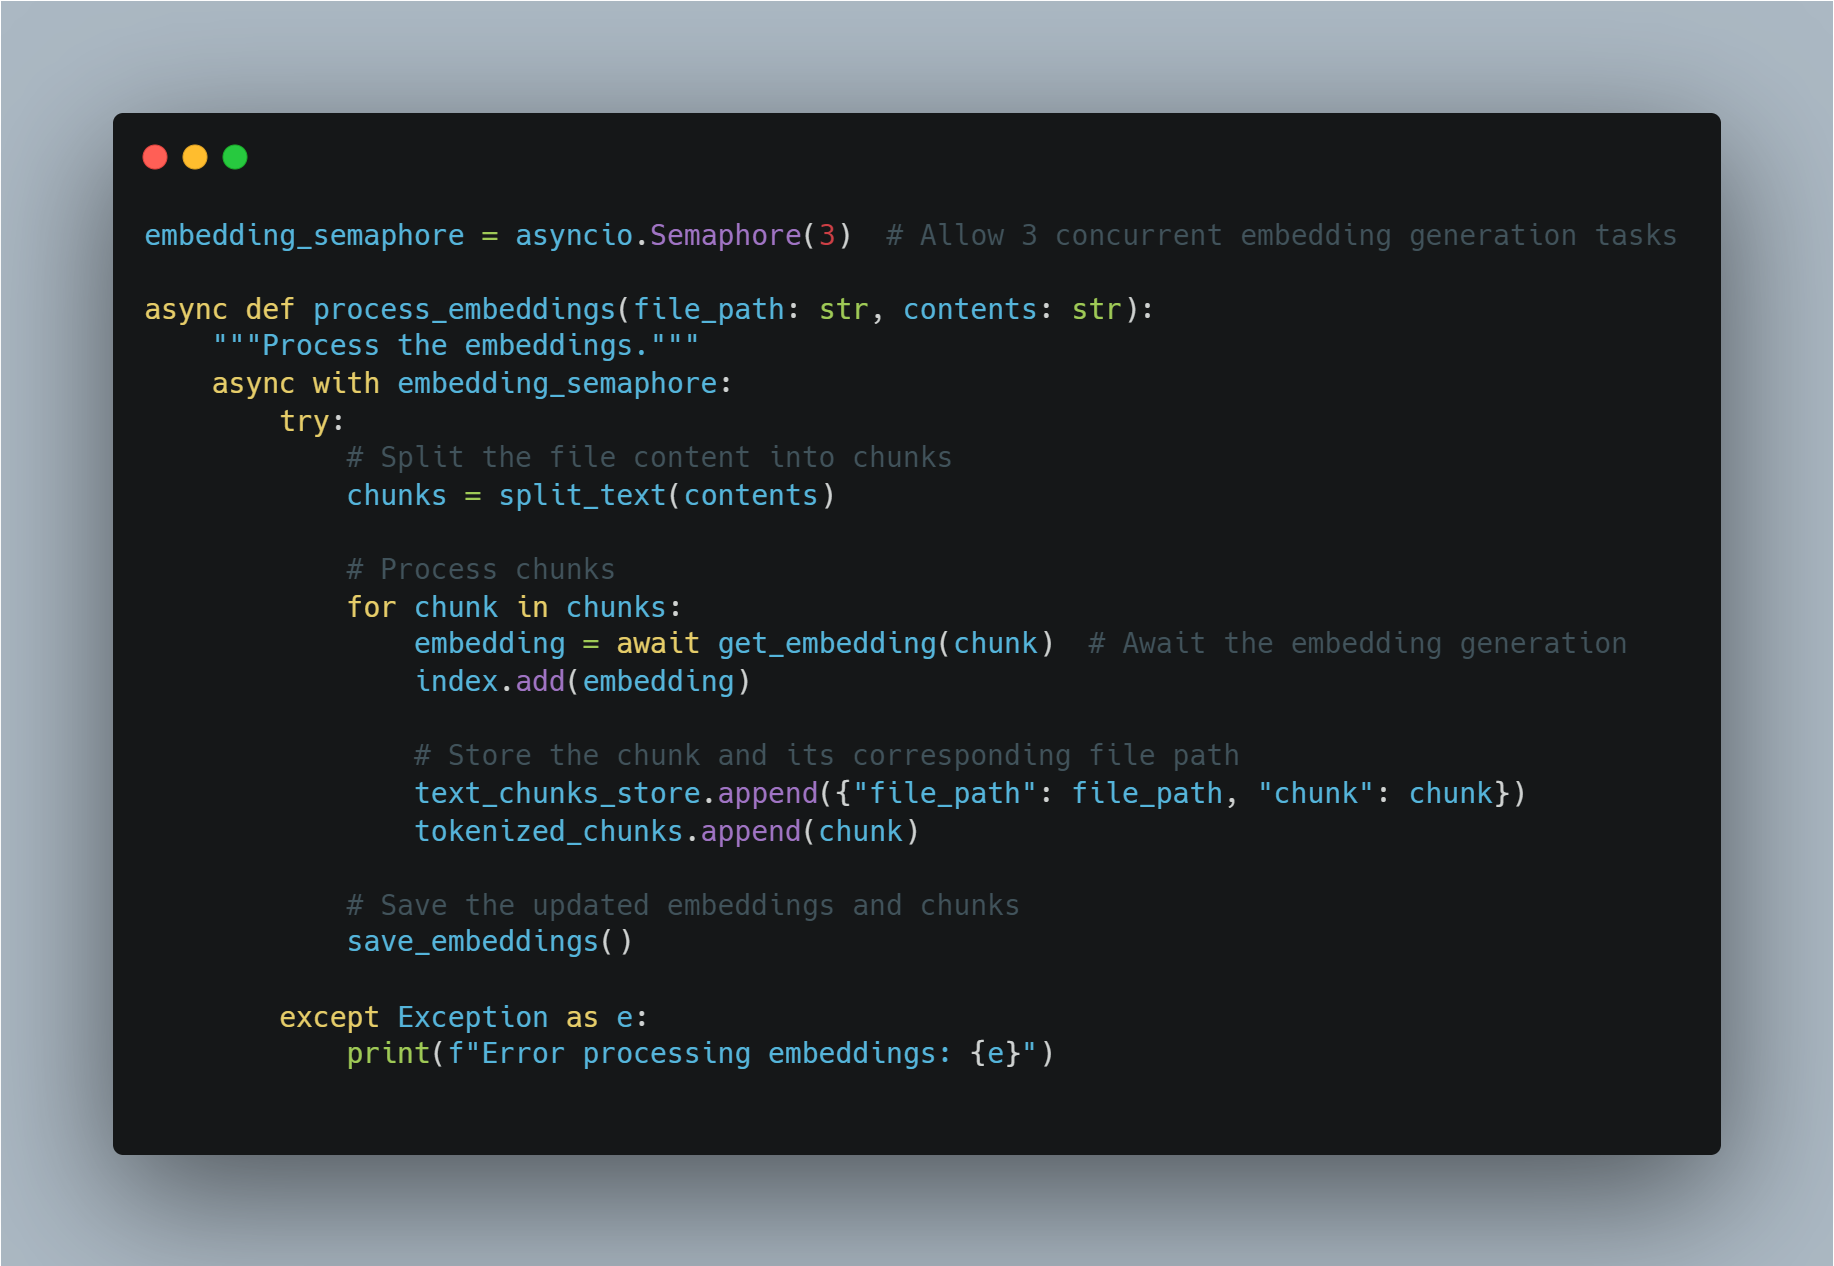 embedding_semaphore = asyncio.Semaphore(3)  # Allow 3 concurrent embedding generation tasks

async def process_embeddings(file_path: str, contents: str):
    """Process the embeddings."""
    async with embedding_semaphore:
        try:
            # Split the file content into chunks
            chunks = split_text(contents)

            # Process chunks
            for chunk in chunks:
                embedding = await get_embedding(chunk)  # Await the embedding generation
                index.add(embedding)

                # Store the chunk and its corresponding file path
                text_chunks_store.append({"file_path": file_path, "chunk": chunk})
                tokenized_chunks.append(chunk)

            # Save the updated embeddings and chunks
            save_embeddings()

        except Exception as e:
            print(f"Error processing embeddings: {e}")